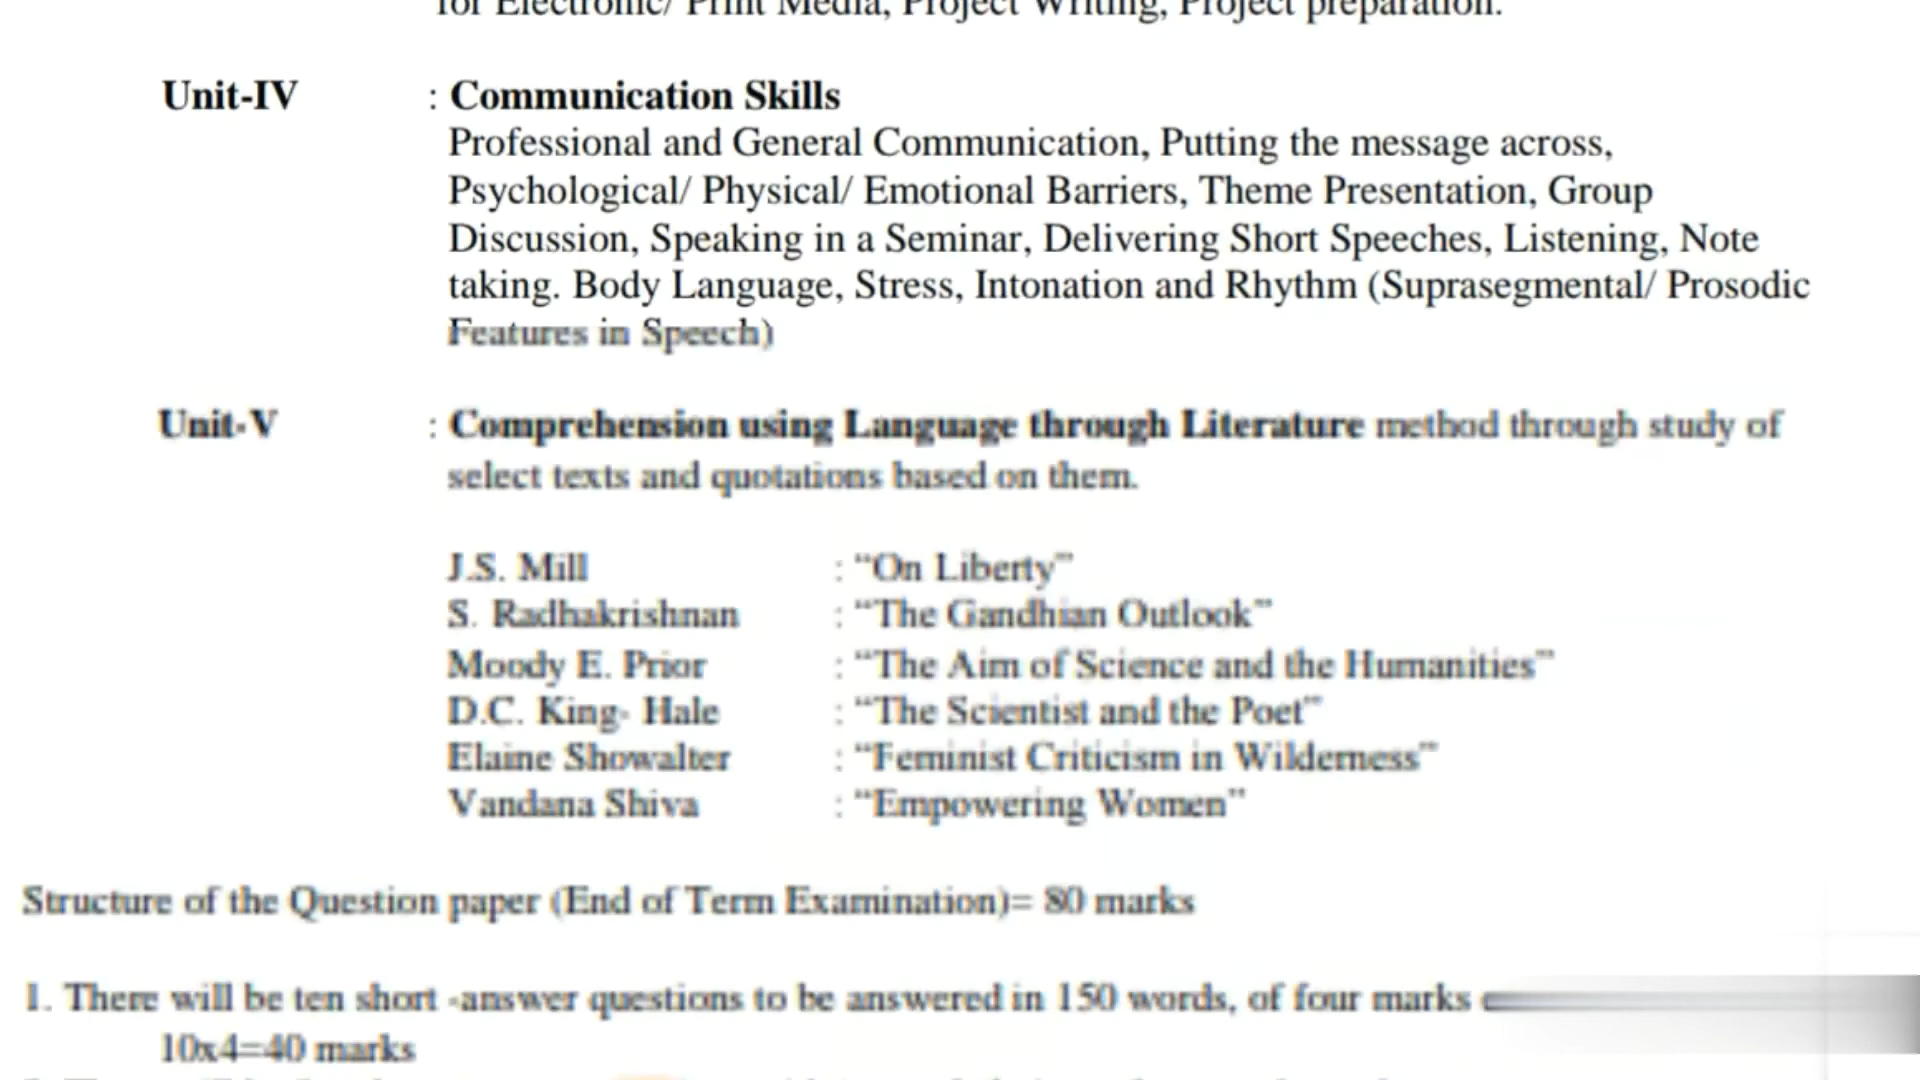 for Electronic/ Print Media, Project Writing, Project preparation.
Unit-IV : Communication Skills
Professional and General Communication, Putting the message across,
Psychological/ Physical/ Emotional Barriers, Theme Presentation, Group
Discussion, Speaking in a Seminar, Delivering Short Speeches, Listening, Note
taking. Body Language, Stress, Intonation and Rhythm (Suprasegmental/ Prosodic
Features in Speech)
Unit-V : Comprehension using Language through Literature method through study of
select texts and quotations based on them.
J.S. Mill : “On Liberty”
S. Radhakrishnan : “The Gandhian Outlook”
Moody E. Prior : “The Aim of Science and the Humanities”
D.C. King- Hale : “The Scientist and the Poet”
Elaine Showalter : “Feminist Criticism in Wilderness”
Vandana Shiva : “Empowering Women”
Structure of the Question paper (End of Term Examination)= 80 marks
1. There will be ten short -answer questions to be answered in 150 words, of four marks
10x4=40 marks